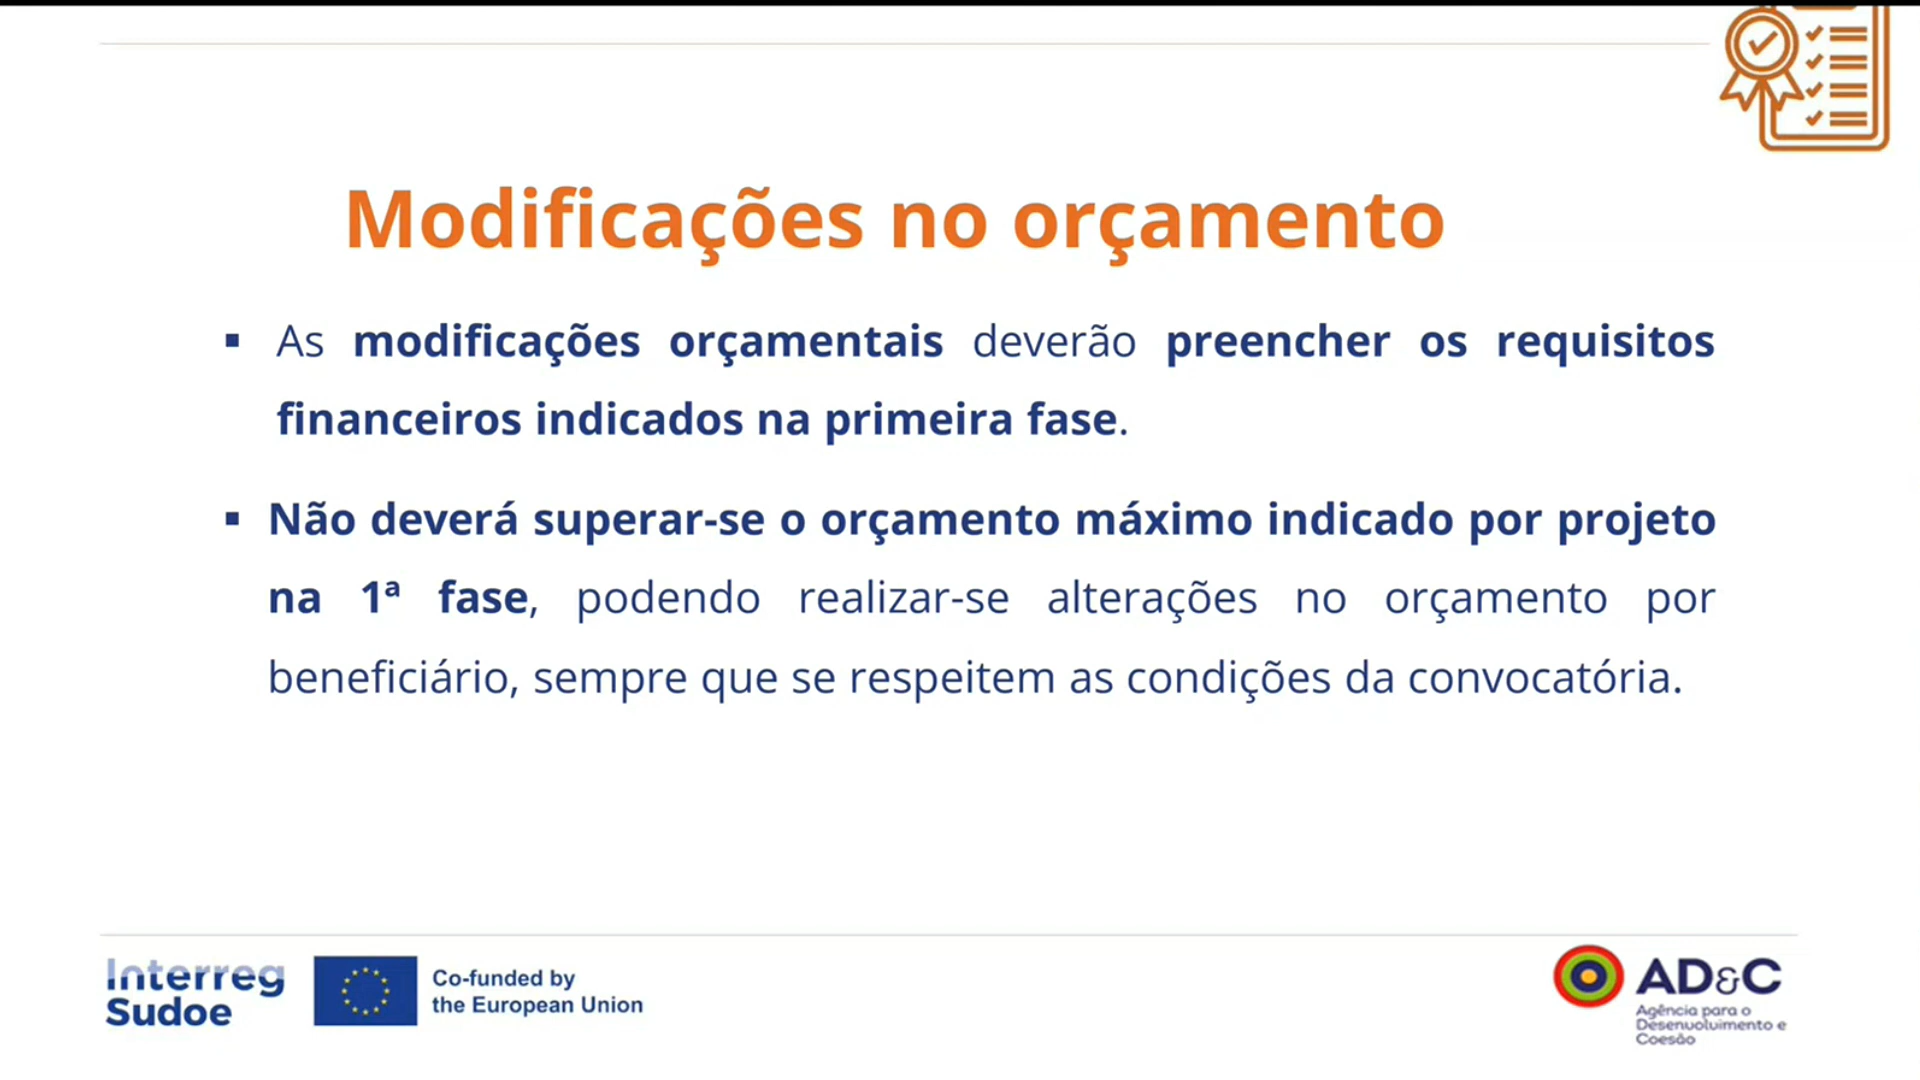 Modificações no orçamento
▪ As modificações orçamentais deverão preencher os requisitos
financeiros indicados na primeira fase.
▪ Não deverá superar-se o orçamento máximo indicado por projeto
na 1ª fase, podendo realizar-se alterações no orçamento por
beneficiário, sempre que se respeitem as condições da convocatória.
Interreg
Sudoe
Co-funded by
the European Union
AD&C
Agência para o
Desenvolvimento e
Coesão